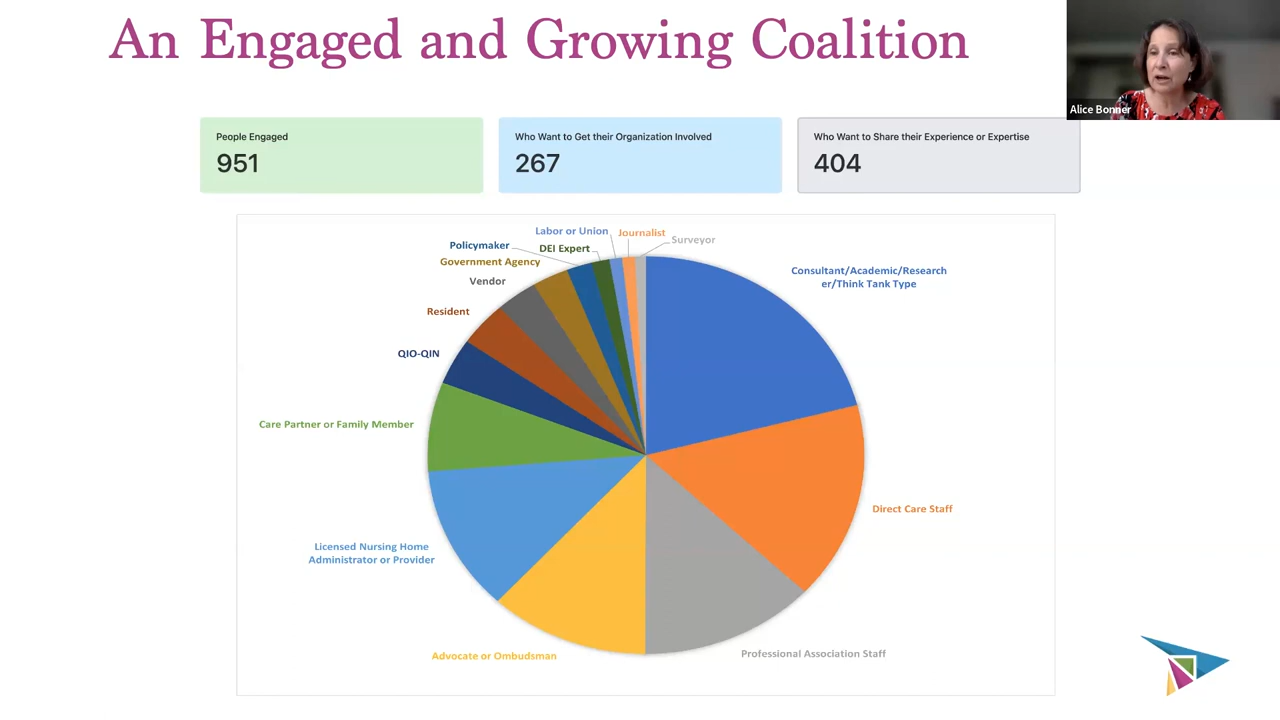 An Engaged and Growing Coalition
Alice Bonner
People Engaged
951
Who Want to Get their Organization Involved
267
Who Want to Share their Experience or Expertise
404
Labor or Union
Journalist
Surveyor
Policymaker
DEI Expert
Government Agency
Vendor
Consultant/Academic/Research
er/Think Tank Type
Resident
QIO-QIN
Care Partner or Family Member
Direct Care Staff
Licensed Nursing Home
Administrator or Provider
Professional Association Staff
Advocate or Ombudsman